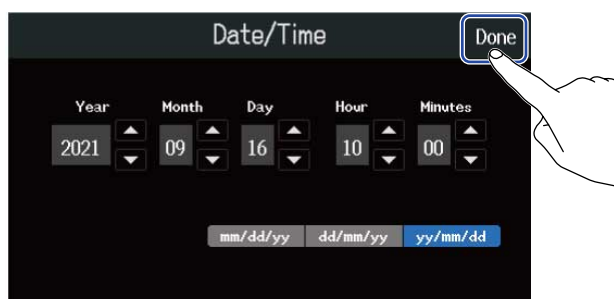 Date/Time Done
Year Month Day Hour Minutes
2021 09 16 10 00
mm/dd/yy dd/mm/yy yy/mm/dd